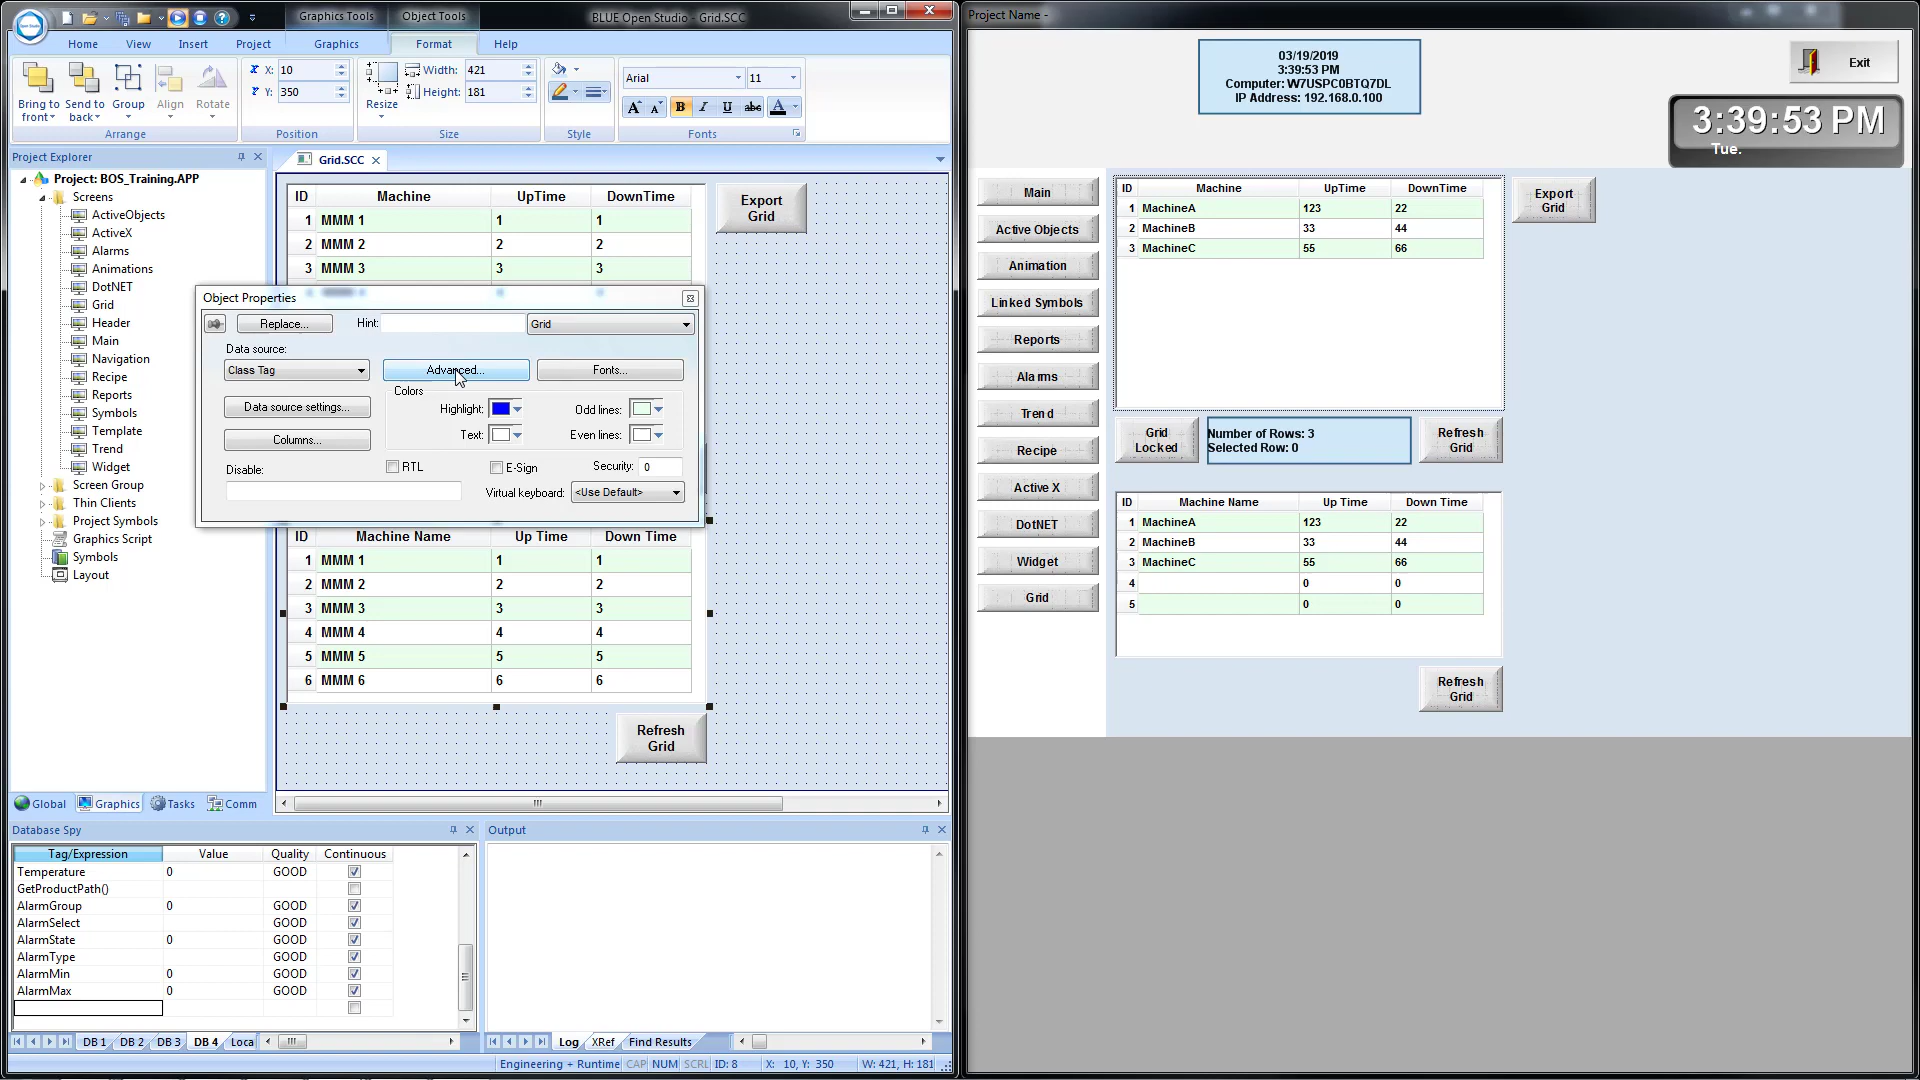 Graphics Tools
Object Tools
BLUE Open Studio - Grid.SCC
Home
View
Insert
Project
Graphics
Format
Help
Bring to front
Send to back
Group
Align
Rotate
Arrange
X: 10
Y: 350
Position
Resize
Width: 421
Height: 181
Size
Style
Arial
11
A A B I U abc A
Fonts
Project Explorer
Project: BOS_Training.APP
Screens
ActiveObjects
ActiveX
Alarms
Animations
DotNET
Grid
Header
Main
Navigation
Recipe
Reports
Symbols
Template
Trend
Widget
Screen Group
Thin Clients
Project Symbols
Graphics Script
Symbols
Layout
Global
Graphics
Tasks
Comm
Grid.SCC
ID Machine UpTime DownTime
1 MMM 1 1 1
2 MMM 2 2 2
3 MMM 3 3 3
Export
Grid
Object Properties
Replace...
Hint:
Grid
Data source:
Class Tag
Advanced...
Fonts...
Colors
Data source settings...
Highlight:
Odd lines:
Columns...
Text:
Even lines:
Disable:
RTL
E-Sign
Security: 0
Virtual keyboard: <Use Default>
ID Machine Name Up Time Down Time
1 MMM 1 1 1
2 MMM 2 2 2
3 MMM 3 3 3
4 MMM 4 4 4
5 MMM 5 5 5
6 MMM 6 6 6
Refresh
Grid
Database Spy
Tag/Expression Value Quality Continuous
Temperature 0 GOOD
GetProductPath()
AlarmGroup 0 GOOD
AlarmSelect GOOD
AlarmState 0 GOOD
AlarmType GOOD
AlarmMin 0 GOOD
AlarmMax 0 GOOD
DB 1 DB 2 DB 3 DB 4 Loca
Output
Log XRef Find Results
Engineering + Runtime CAP NUM SCRL ID: 8 X: 10, Y: 350 W: 421, H: 181
Project Name -
03/19/2019
3:39:53 PM
Computer: W7USPC0BTQ7DL
IP Address: 192.168.0.100
Exit
3:39:53 PM
Tue.
Main
Active Objects
Animation
Linked Symbols
Reports
Alarms
Trend
Recipe
Active X
DotNET
Widget
Grid
ID Machine UpTime DownTime
1 MachineA 123 22
2 MachineB 33 44
3 MachineC 55 66
Export
Grid
Grid
Locked
Number of Rows: 3
Selected Row: 0
Refresh
Grid
ID Machine Name Up Time Down Time
1 MachineA 123 22
2 MachineB 33 44
3 MachineC 55 66
4 0 0
5 0 0
Refresh
Grid